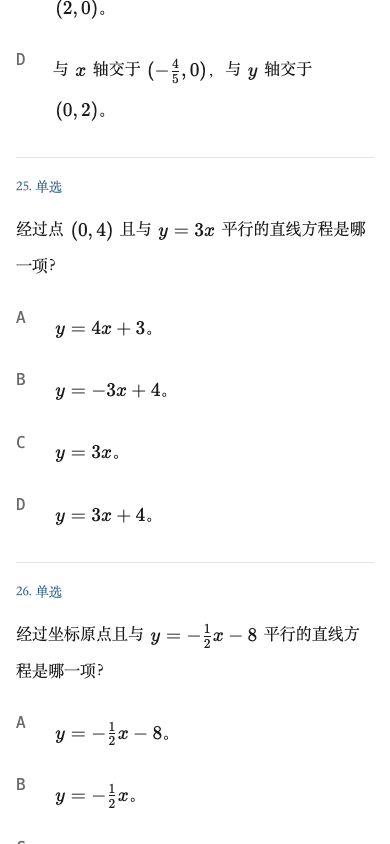 (2, 0)。
D
与 x 轴交于 (−4/5, 0)，与 y 轴交于
(0, 2)。
25. 单选
经过点 (0, 4) 且与 y = 3x 平行的直线方程是哪
一项?
A
y = 4x + 3。
B
y = −3x + 4。
C
y = 3x。
D
y = 3x + 4。
26. 单选
经过坐标原点且与 y = −1/2x − 8 平行的直线方
程是哪一项?
A
y = −1/2x − 8。
B
y = −1/2x。